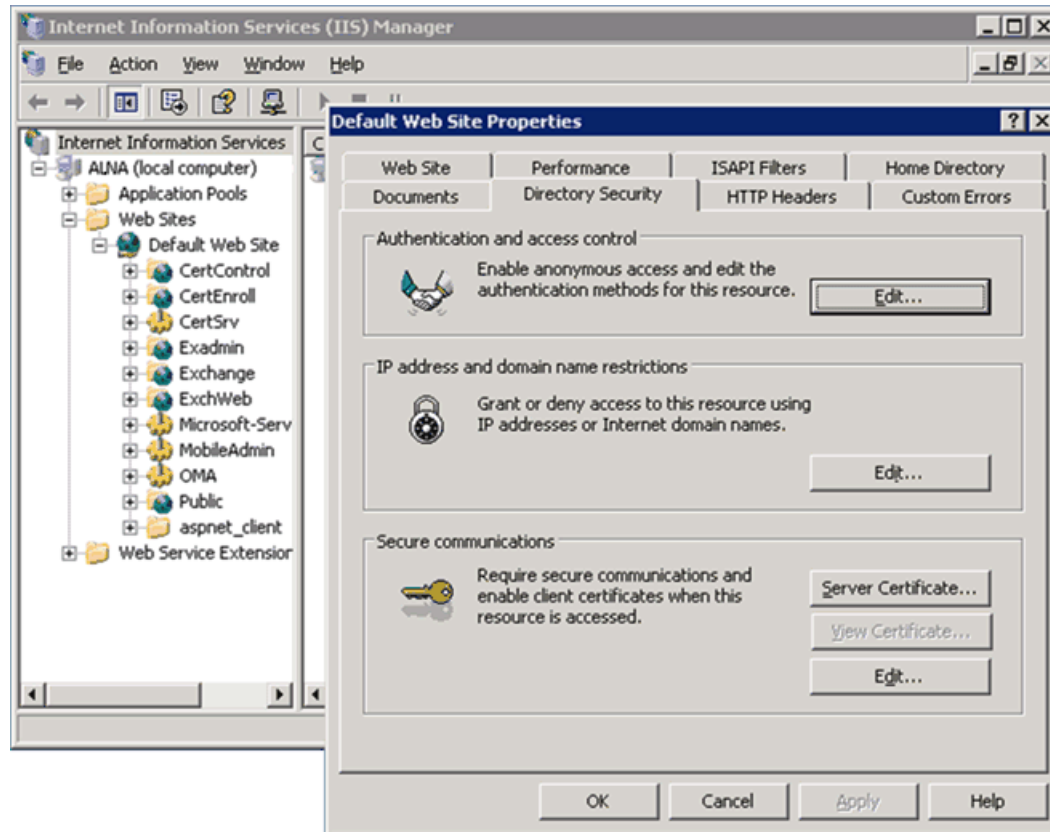 Internet Information Services (IIS) Manager
File Action View Window Help
Default Web Site Properties
Internet Information Services
ALNA (local computer)
Application Pools
Web Sites
Default Web Site
CertControl
CertEnroll
CertSrv
Exadmin
Exchange
ExchWeb
Microsoft-Serv
MobileAdmin
OMA
Public
aspnet_client
Web Service Extension
C
Web Site Performance ISAPI Filters Home Directory
Documents Directory Security HTTP Headers Custom Errors
Authentication and access control
Enable anonymous access and edit the
authentication methods for this resource.
Edit...
IP address and domain name restrictions
Grant or deny access to this resource using
IP addresses or Internet domain names.
Edit...
Secure communications
Require secure communications and
enable client certificates when this
resource is accessed.
Server Certificate...
View Certificate...
Edit...
OK Cancel Apply Help